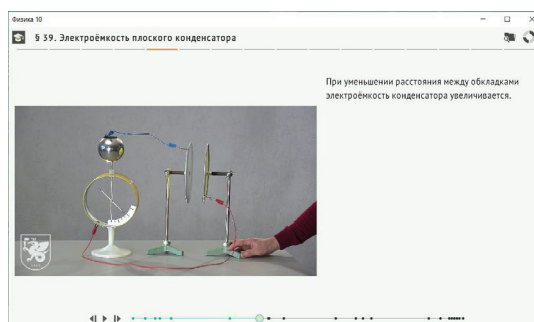 Физика 10
§ 39. Электроёмкость плоского конденсатора
При уменьшении расстояния между обкладками
электроёмкость конденсатора увеличивается.